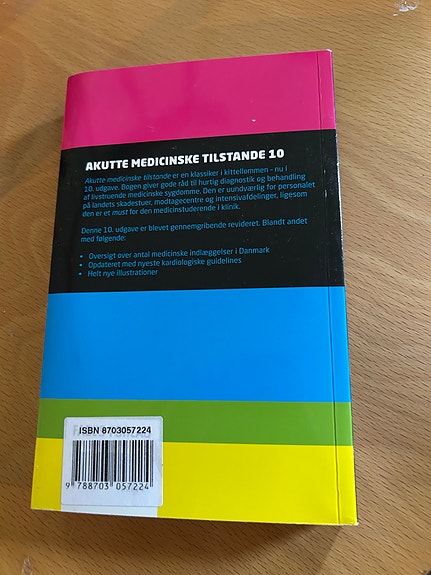 AKUTTE MEDICINSKE TILSTANDE 10
Akutte medicinske tilstande er en klassiker i kittellommen - nu i
10. udgave. Bogen giver gode råd til hurtig diagnostik og behandling
af livstruende medicinske sygdomme. Den er uundværlig for personalet
på landets skadestuer, modtagecentre og intensivafdelinger, ligesom
den er et must for den medicinstuderende i klinik.
Denne 10. udgave er blevet gennemgribende revideret. Blandt andet
med følgende:
• Oversigt over antal medicinske indlæggelser i Danmark
• Opdateret med nyeste kardiologiske guidelines
• Helt nye illustrationer
ISBN 8703057224
9 788703 057224